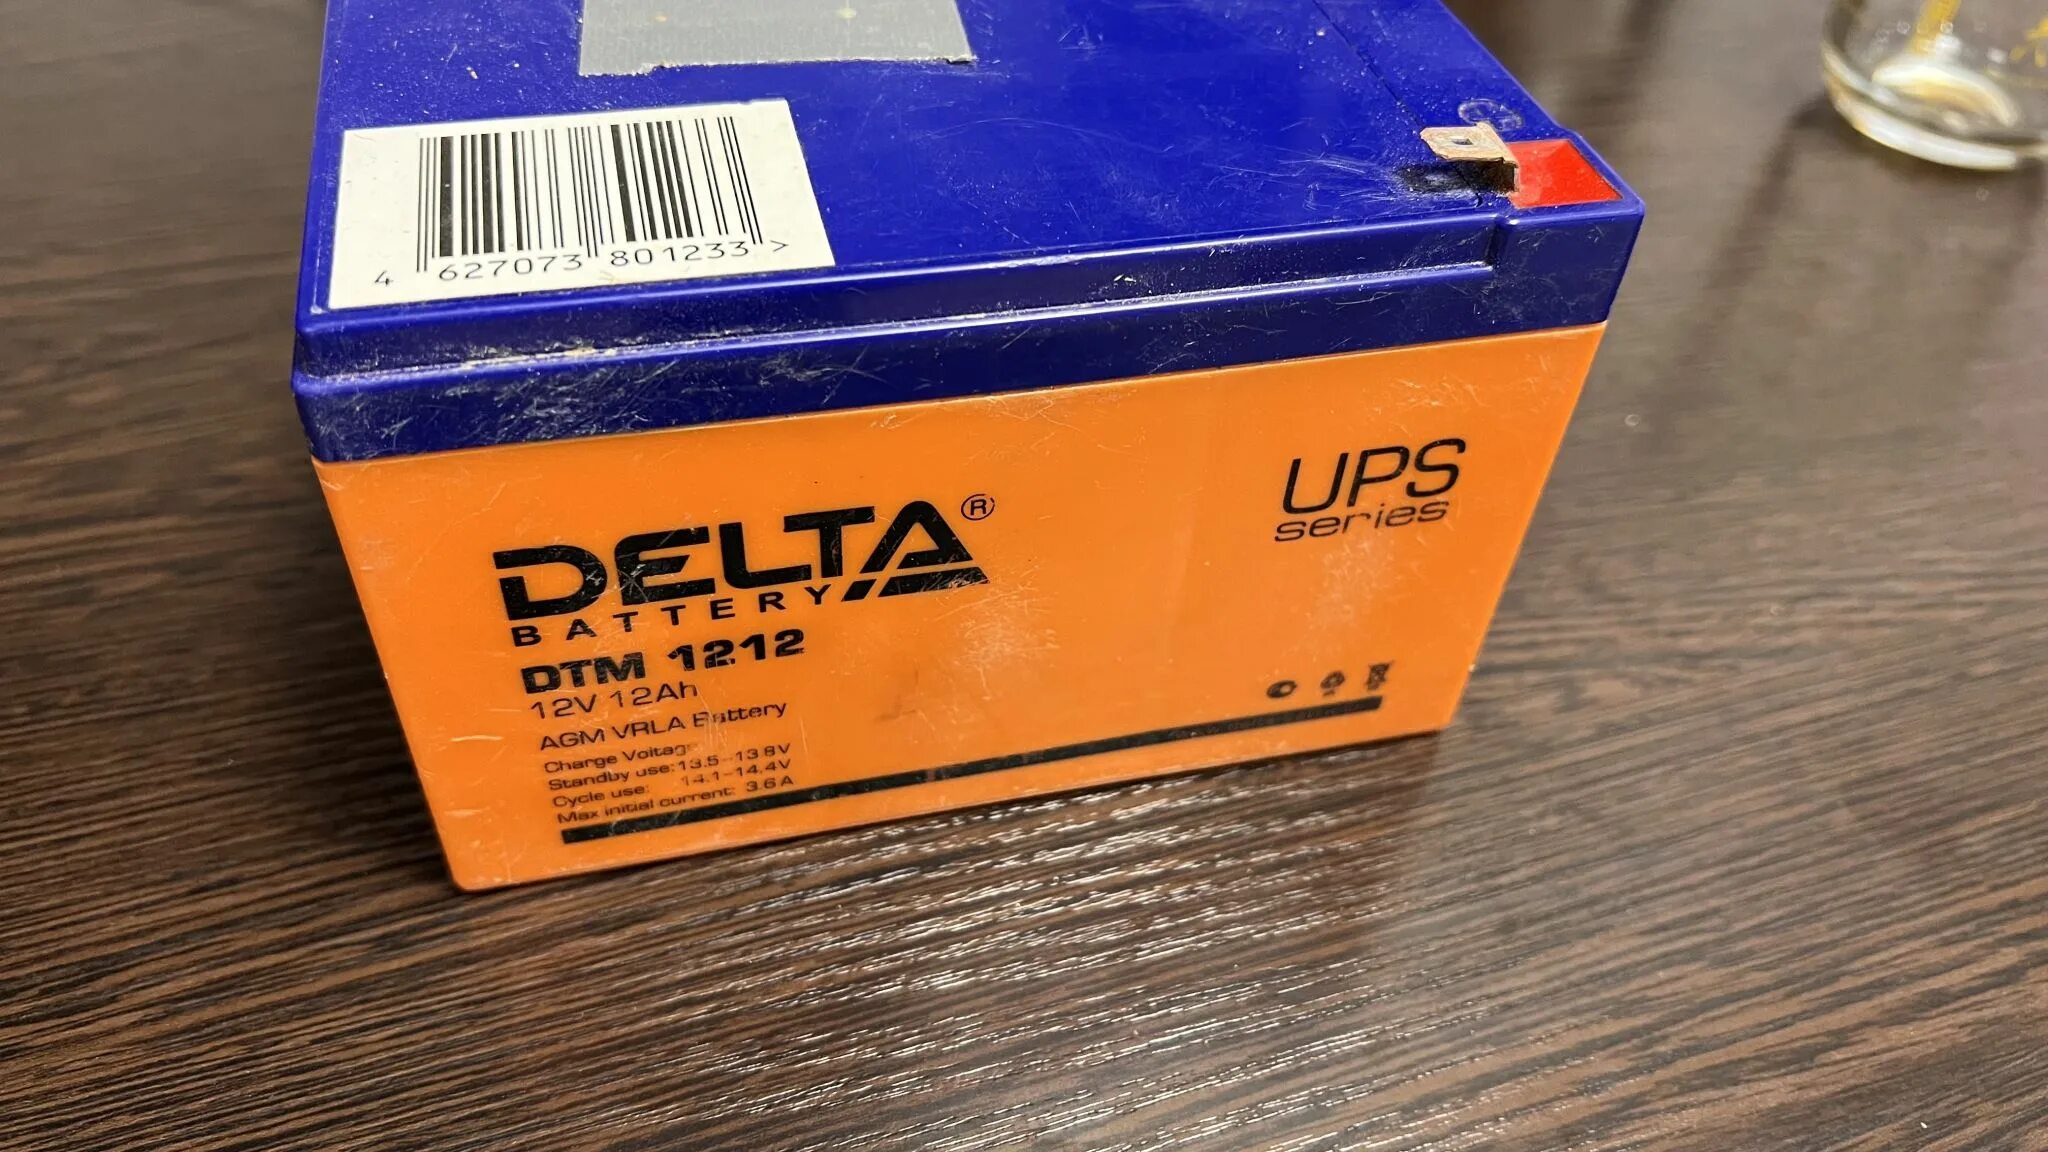 4 627073 801233 >
DELTA®
BATTERY
DTM 1212
12V 12Ah
AGM VRLA Battery
Charge Voltage
Standby use: 13.5-13.8V
Cycle use: 14.1-14.4V
Max initial current: 3.6A
UPS
series